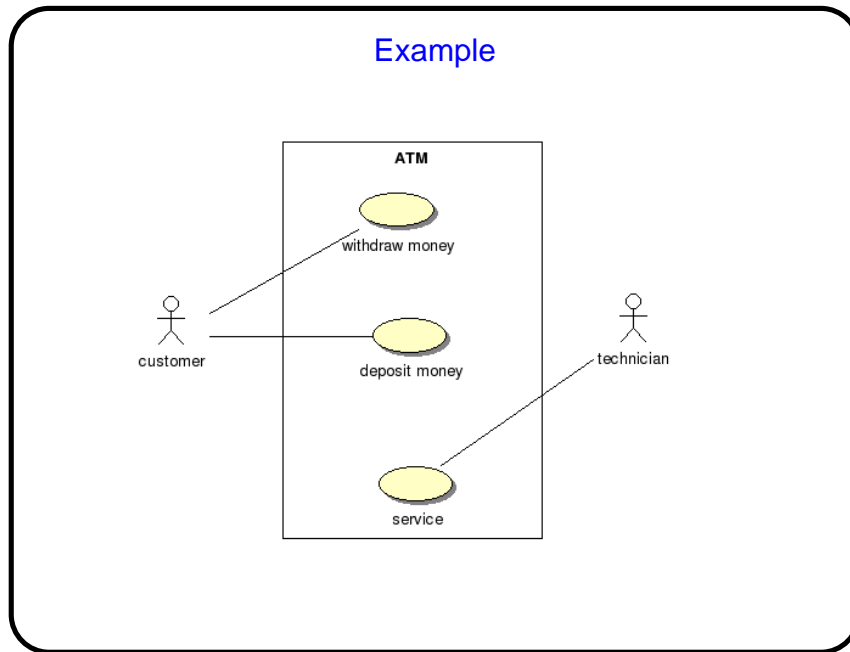 Example
ATM
withdraw money
customer
deposit money
technician
service